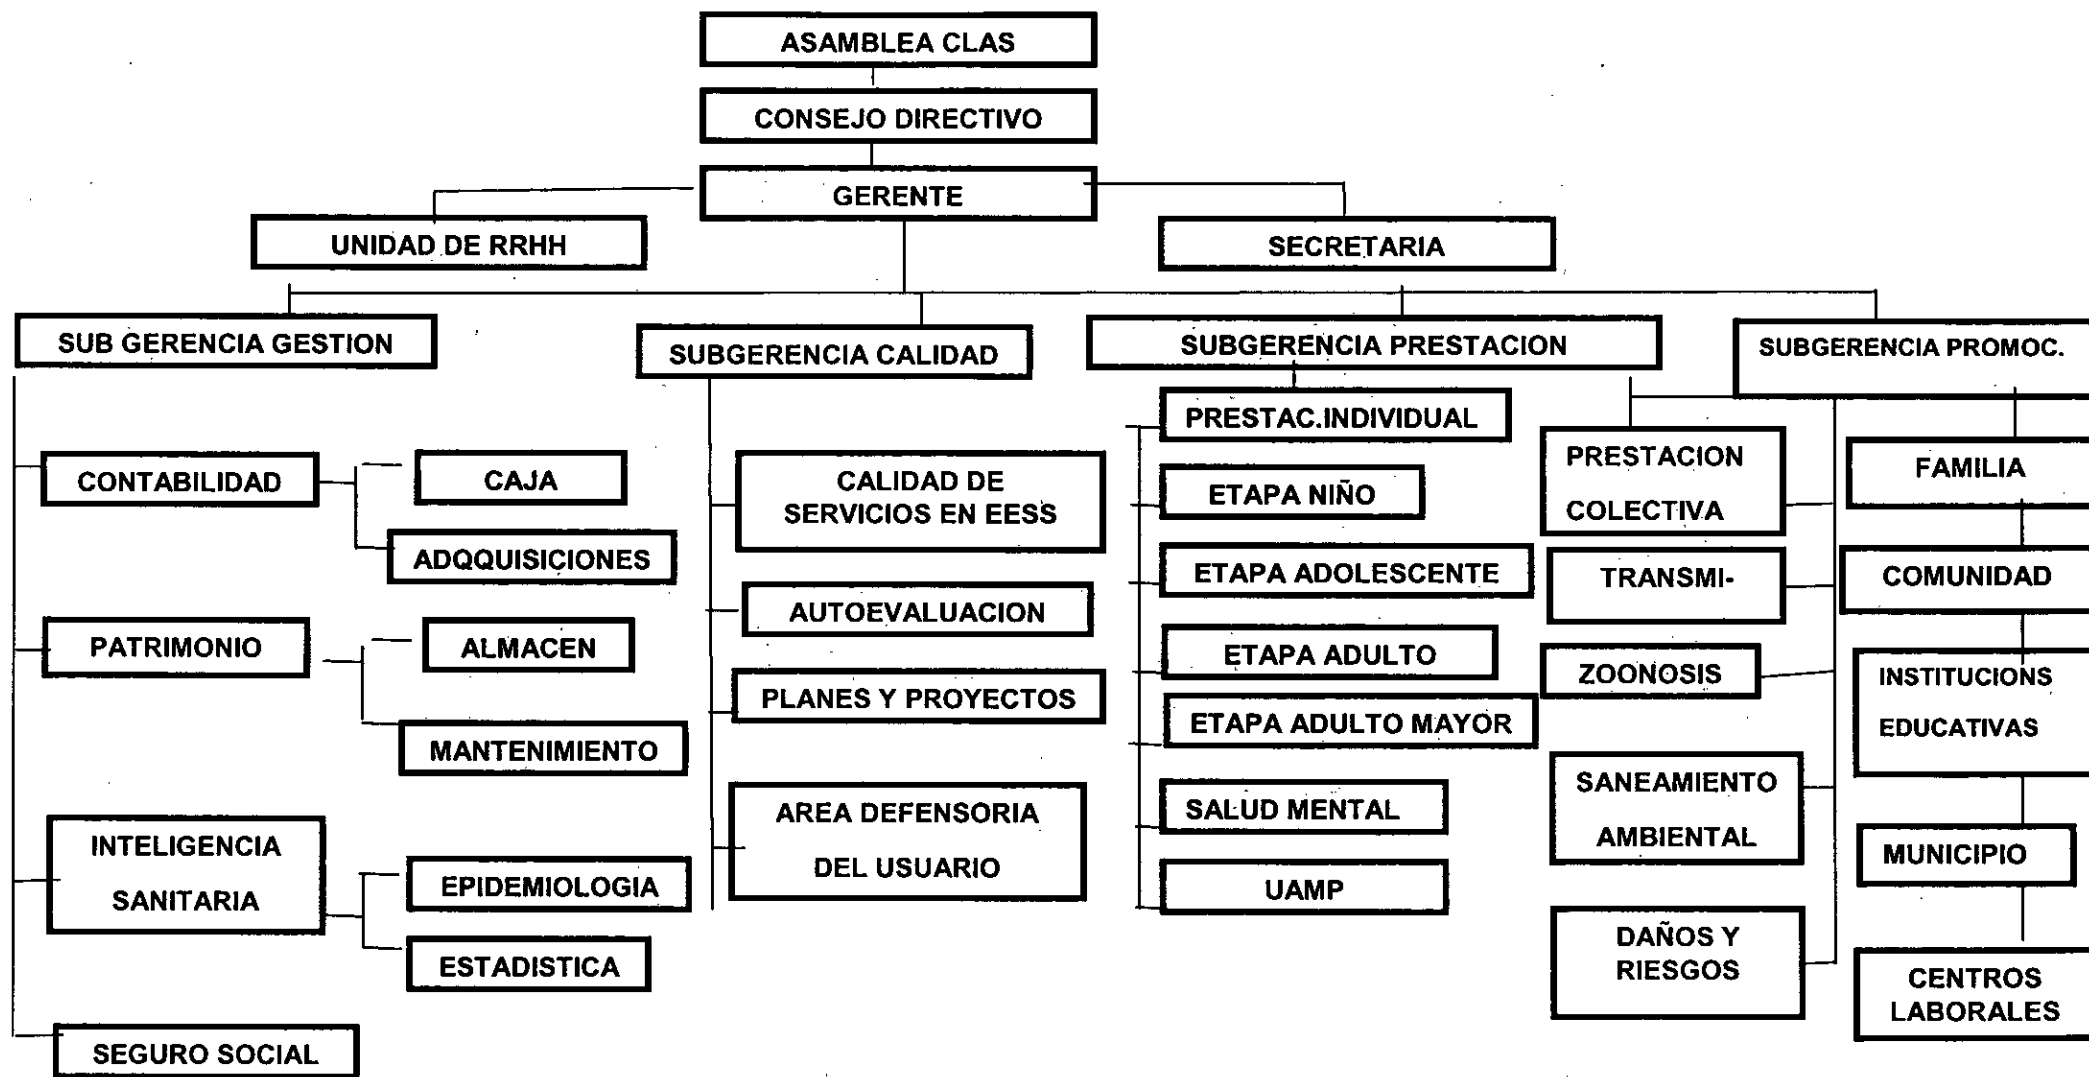 ASAMBLEA CLAS
CONSEJO DIRECTIVO
GERENTE
UNIDAD DE RRHH
SECRETARIA
SUB GERENCIA GESTION
SUBGERENCIA CALIDAD
SUBGERENCIA PRESTACION
SUBGERENCIA PROMOC.
CONTABILIDAD
CAJA
ADQQUISICIONES
PATRIMONIO
ALMACEN
MANTENIMIENTO
INTELIGENCIA
SANITARIA
EPIDEMIOLOGIA
ESTADISTICA
SEGURO SOCIAL
CALIDAD DE
SERVICIOS EN EESS
AUTOEVALUACION
PLANES Y PROYECTOS
AREA DEFENSORIA
DEL USUARIO
PRESTAC.INDIVIDUAL
ETAPA NIÑO
ETAPA ADOLESCENTE
ETAPA ADULTO
ETAPA ADULTO MAYOR
SALUD MENTAL
UAMP
PRESTACION
COLECTIVA
TRANSMI-
ZOONOSIS
SANEAMIENTO
AMBIENTAL
DAÑOS Y
RIESGOS
FAMILIA
COMUNIDAD
INSTITUCIONS
EDUCATIVAS
MUNICIPIO
CENTROS
LABORALES